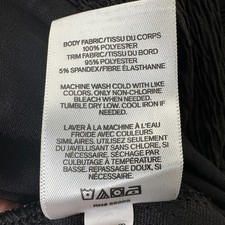 BODY FABRIC/TISSU DU CORPS
100% POLYESTER
TRIM FABRIC/TISSU DU BORD
95% POLYESTER
5% SPANDEX/FIBRE ÉLASTHANNE
MACHINE WASH COLD WITH LIKE
COLORS, ONLY NON-CHLORINE
BLEACH WHEN NEEDED.
TUMBLE DRY LOW. COOL IRON IF
NEEDED.
LAVER À LA MACHINE À L'EAU
FROIDE AVEC COULEURS
SIMILAIRES. UTILISEZ SEULEMENT
DU JAVELLISANT SANS CHLORE, SI
NÉCESSAIRE. SÉCHAGE PAR
CULBUTAGE À TEMPÉRATURE
BASSE. REPASSAGE DOUX, SI
NÉCESSAIRE.